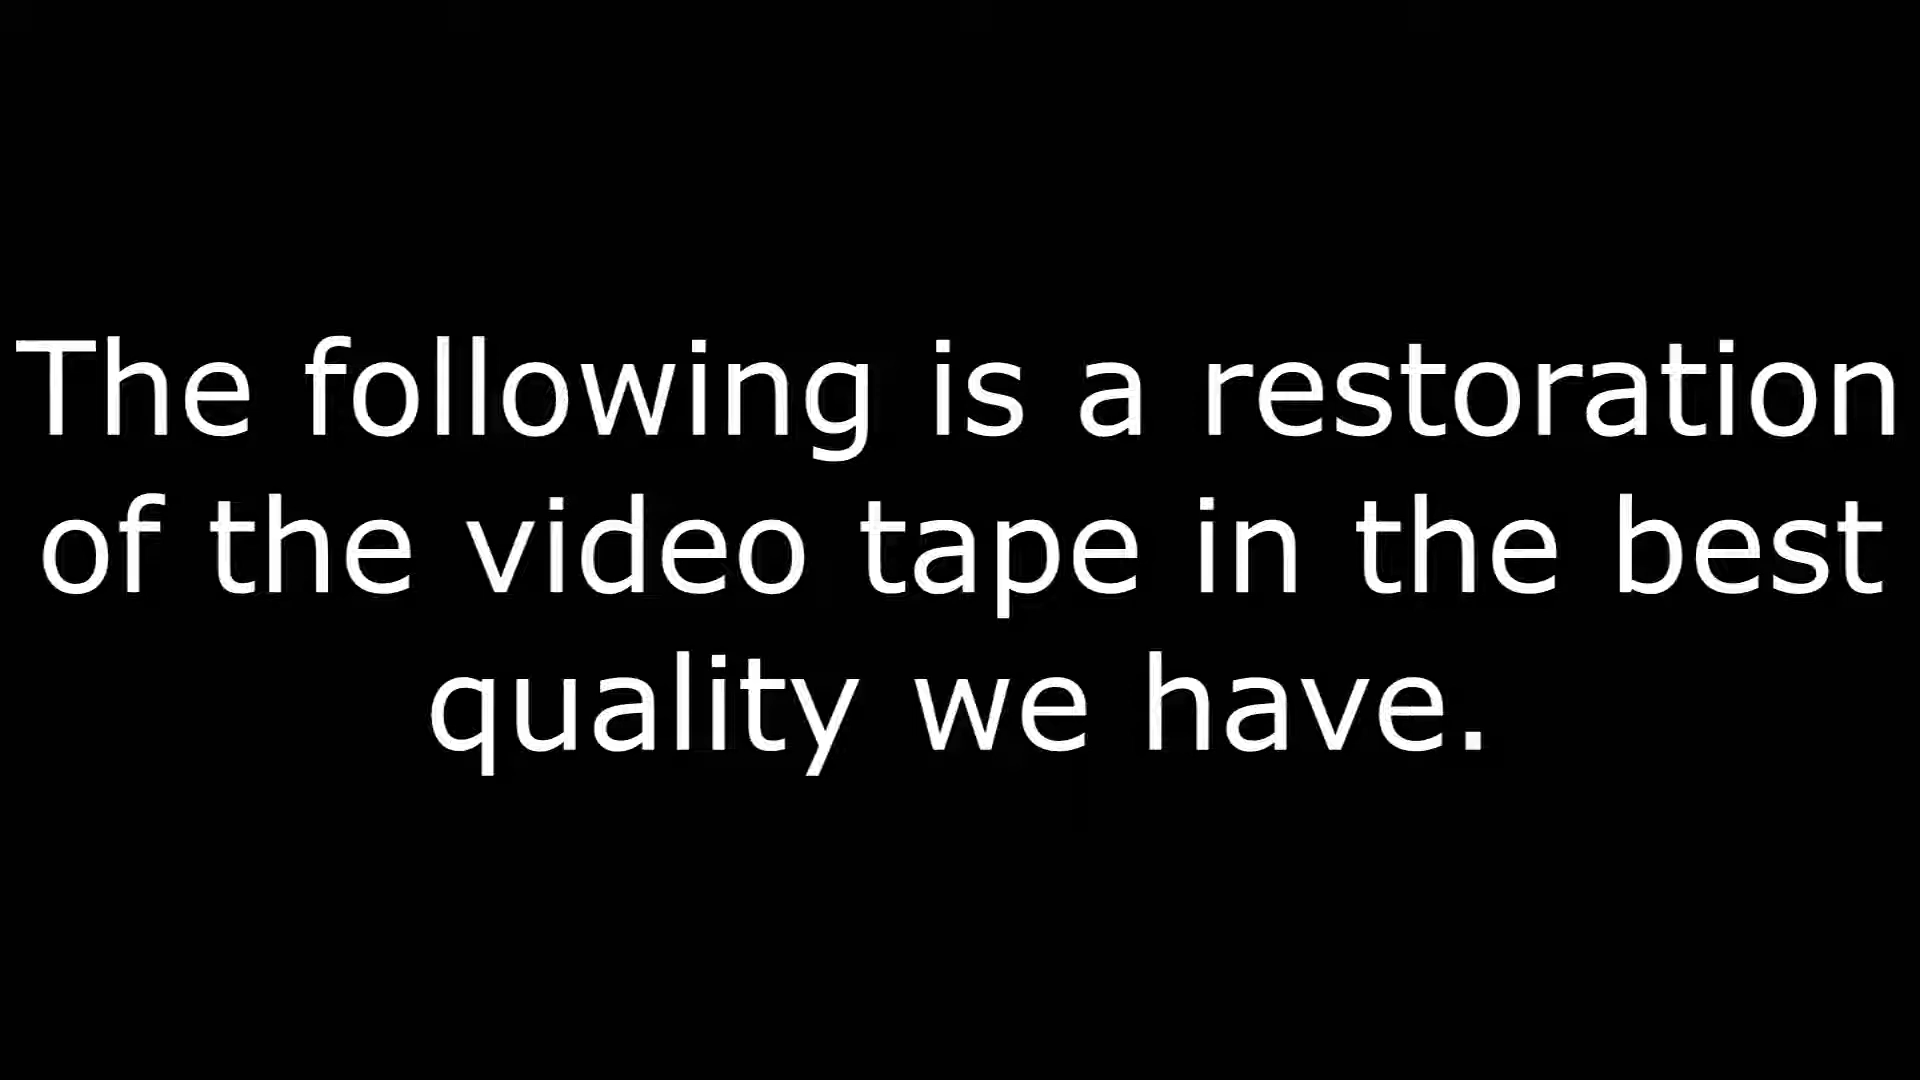 The following is a restoration
of the video tape in the best
quality we have.